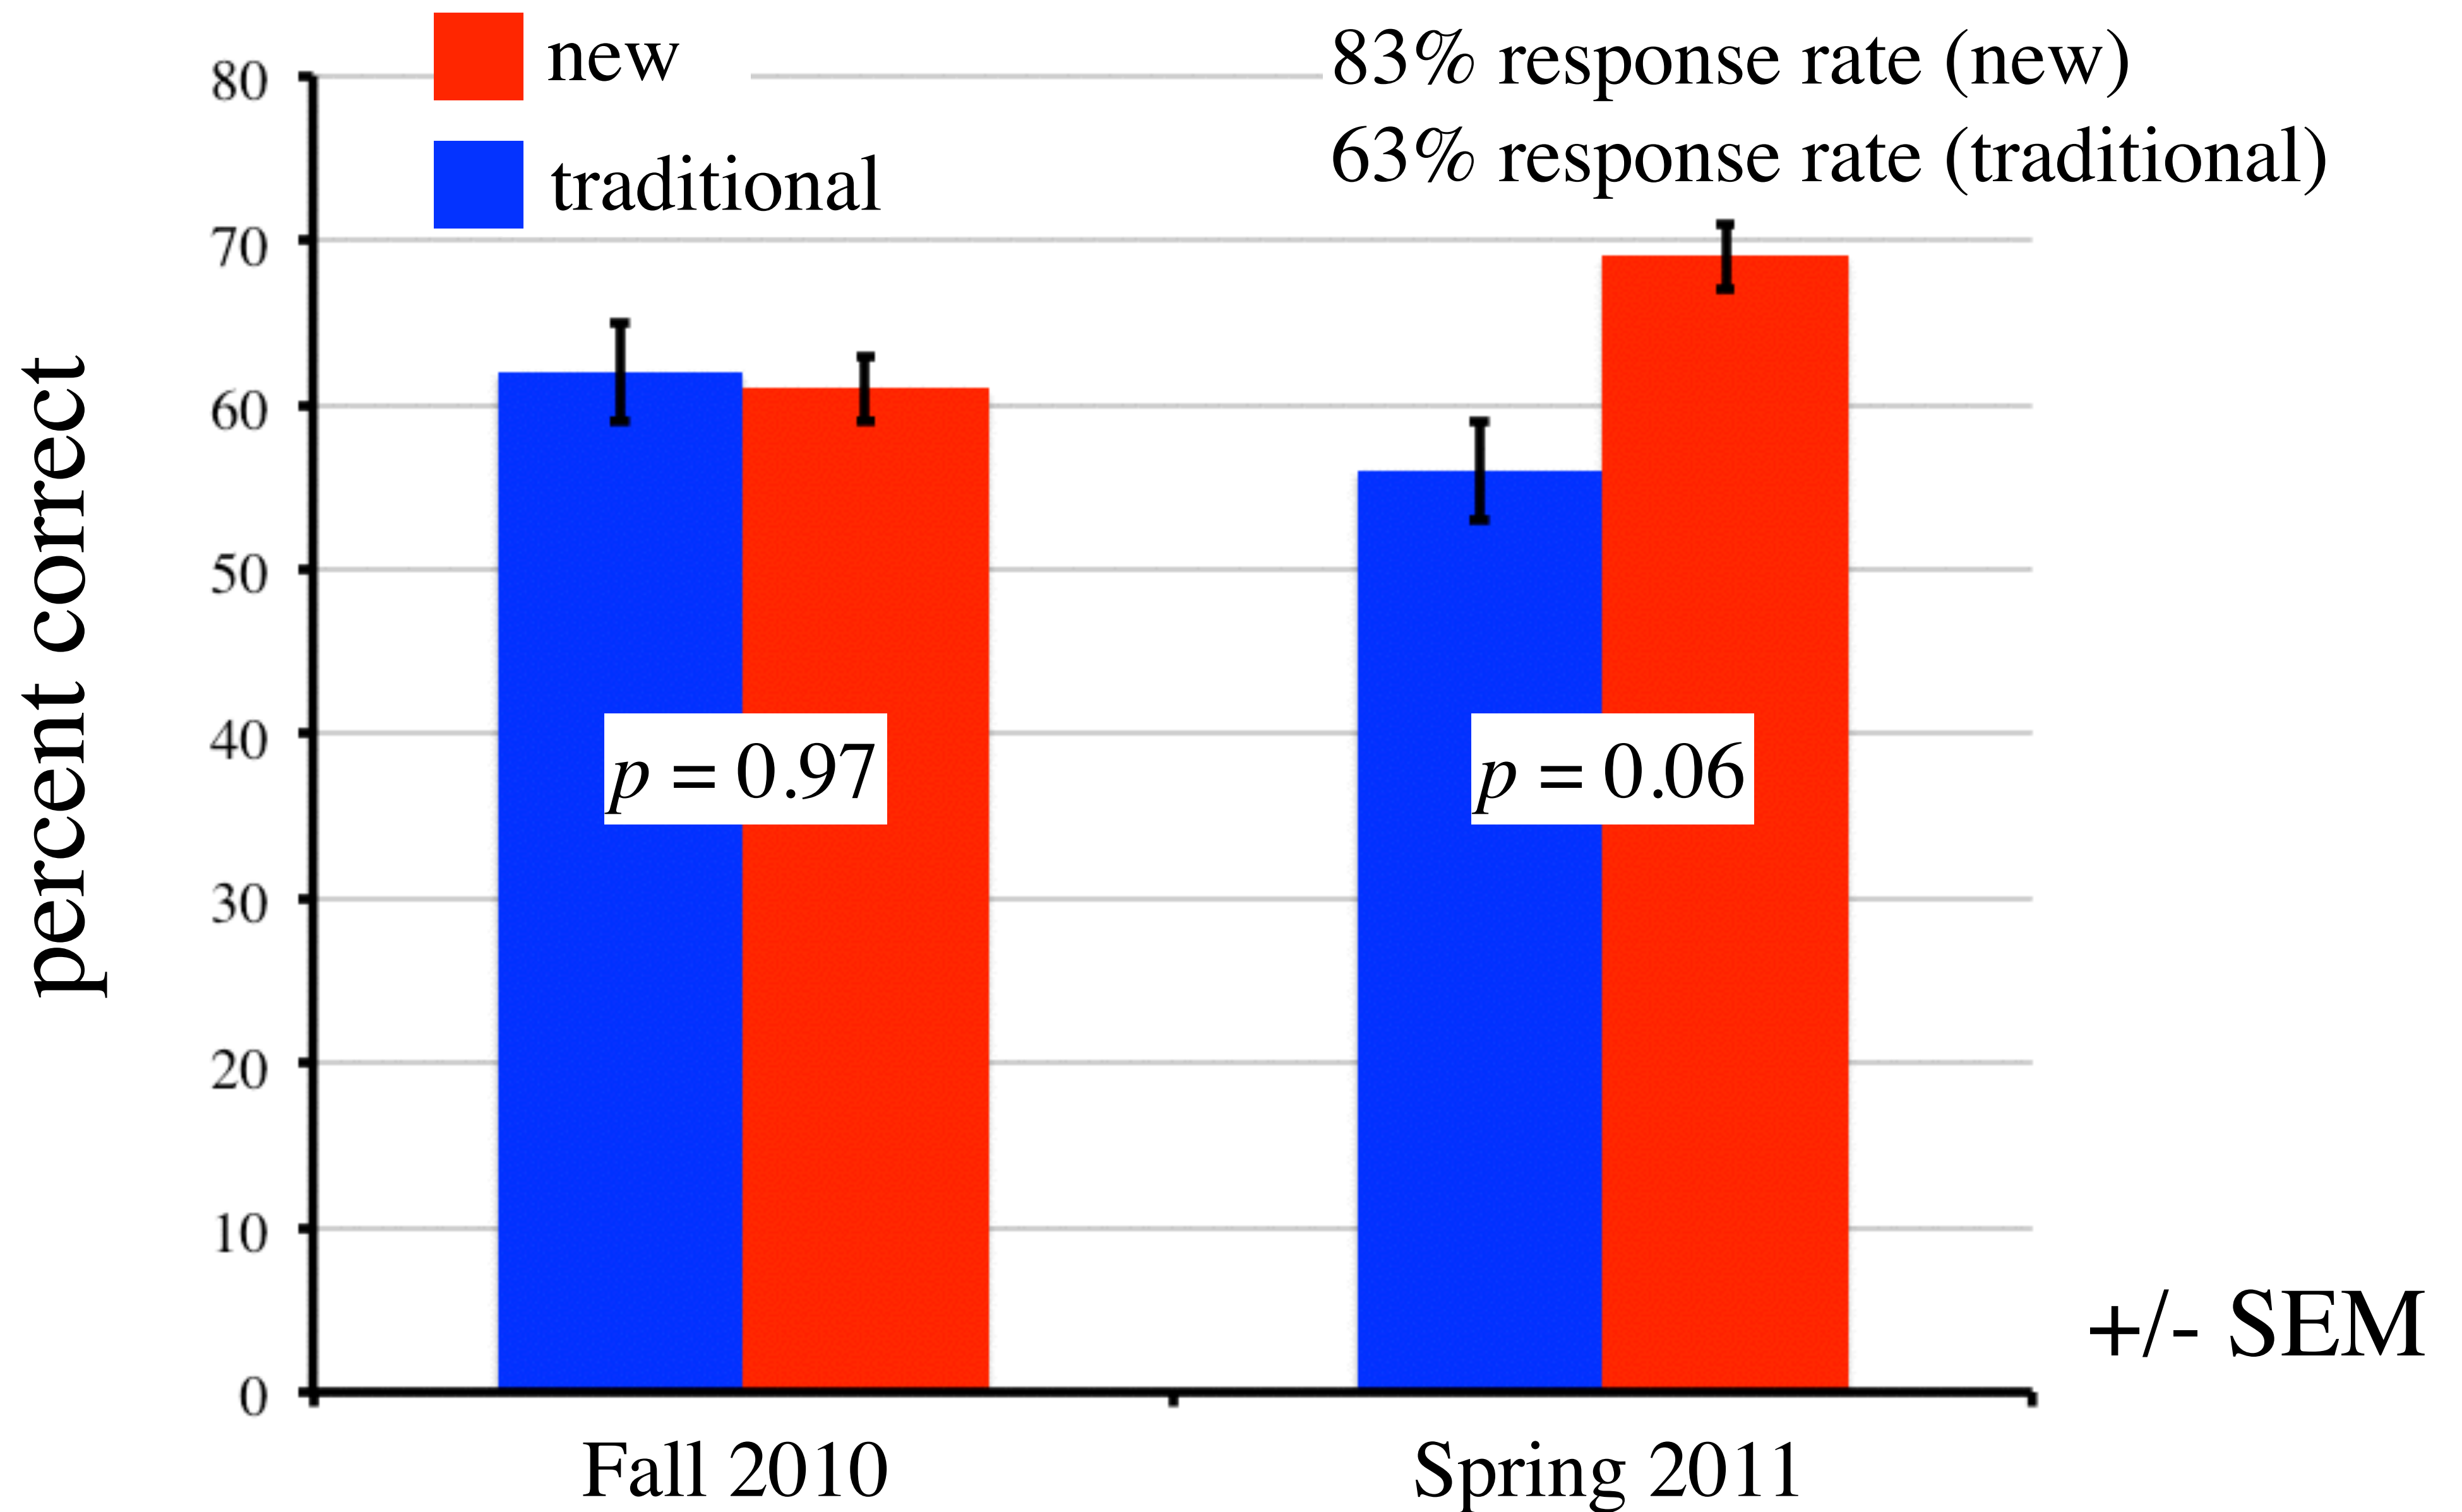 new
traditional
83% response rate (new)
63% response rate (traditional)
percent correct
80
70
60
50
40
30
20
10
0
p = 0.97
p = 0.06
Fall 2010
Spring 2011
+/- SEM